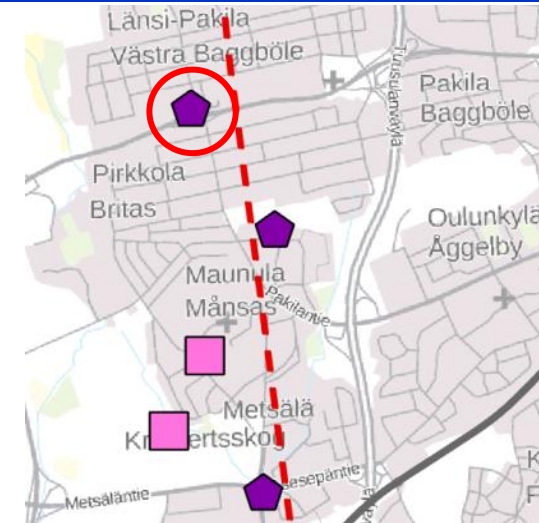 Länsi-Pakila
Västra Baggböle
Tuusulanväylä
Pakila
Baggböle
Pirkkola
Britas
Oulunkylä
Åggelby
Maunula
Månsas
Pakilantie
Metsälä
Metsäläntie